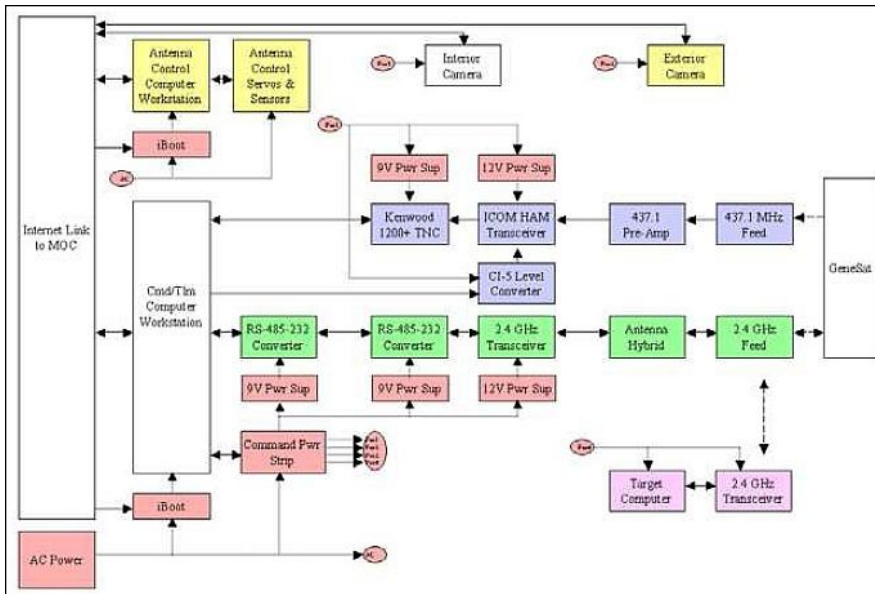 Antenna
Control
Computer
Workstation
Antenna
Control
Servos &
Sensors
Interior
Camera
Exterior
Camera
iBoot
9V Pwr Sup
12V Pwr Sup
Internet Link
to MOC
Kenwood
1200+ TNC
ICOM HAM
Transceiver
437.1
Pre-Amp
437.1 MHz
Feed
GeneSat
CI-5 Level
Converter
Cmd/Tlm
Computer
Workstation
RS-485-232
Converter
RS-485-232
Converter
2.4 GHz
Transceiver
Antenna
Hybrid
2.4 GHz
Feed
9V Pwr Sup
9V Pwr Sup
12V Pwr Sup
Command Pwr
Strip
Target
Computer
2.4 GHz
Transceiver
iBoot
AC Power